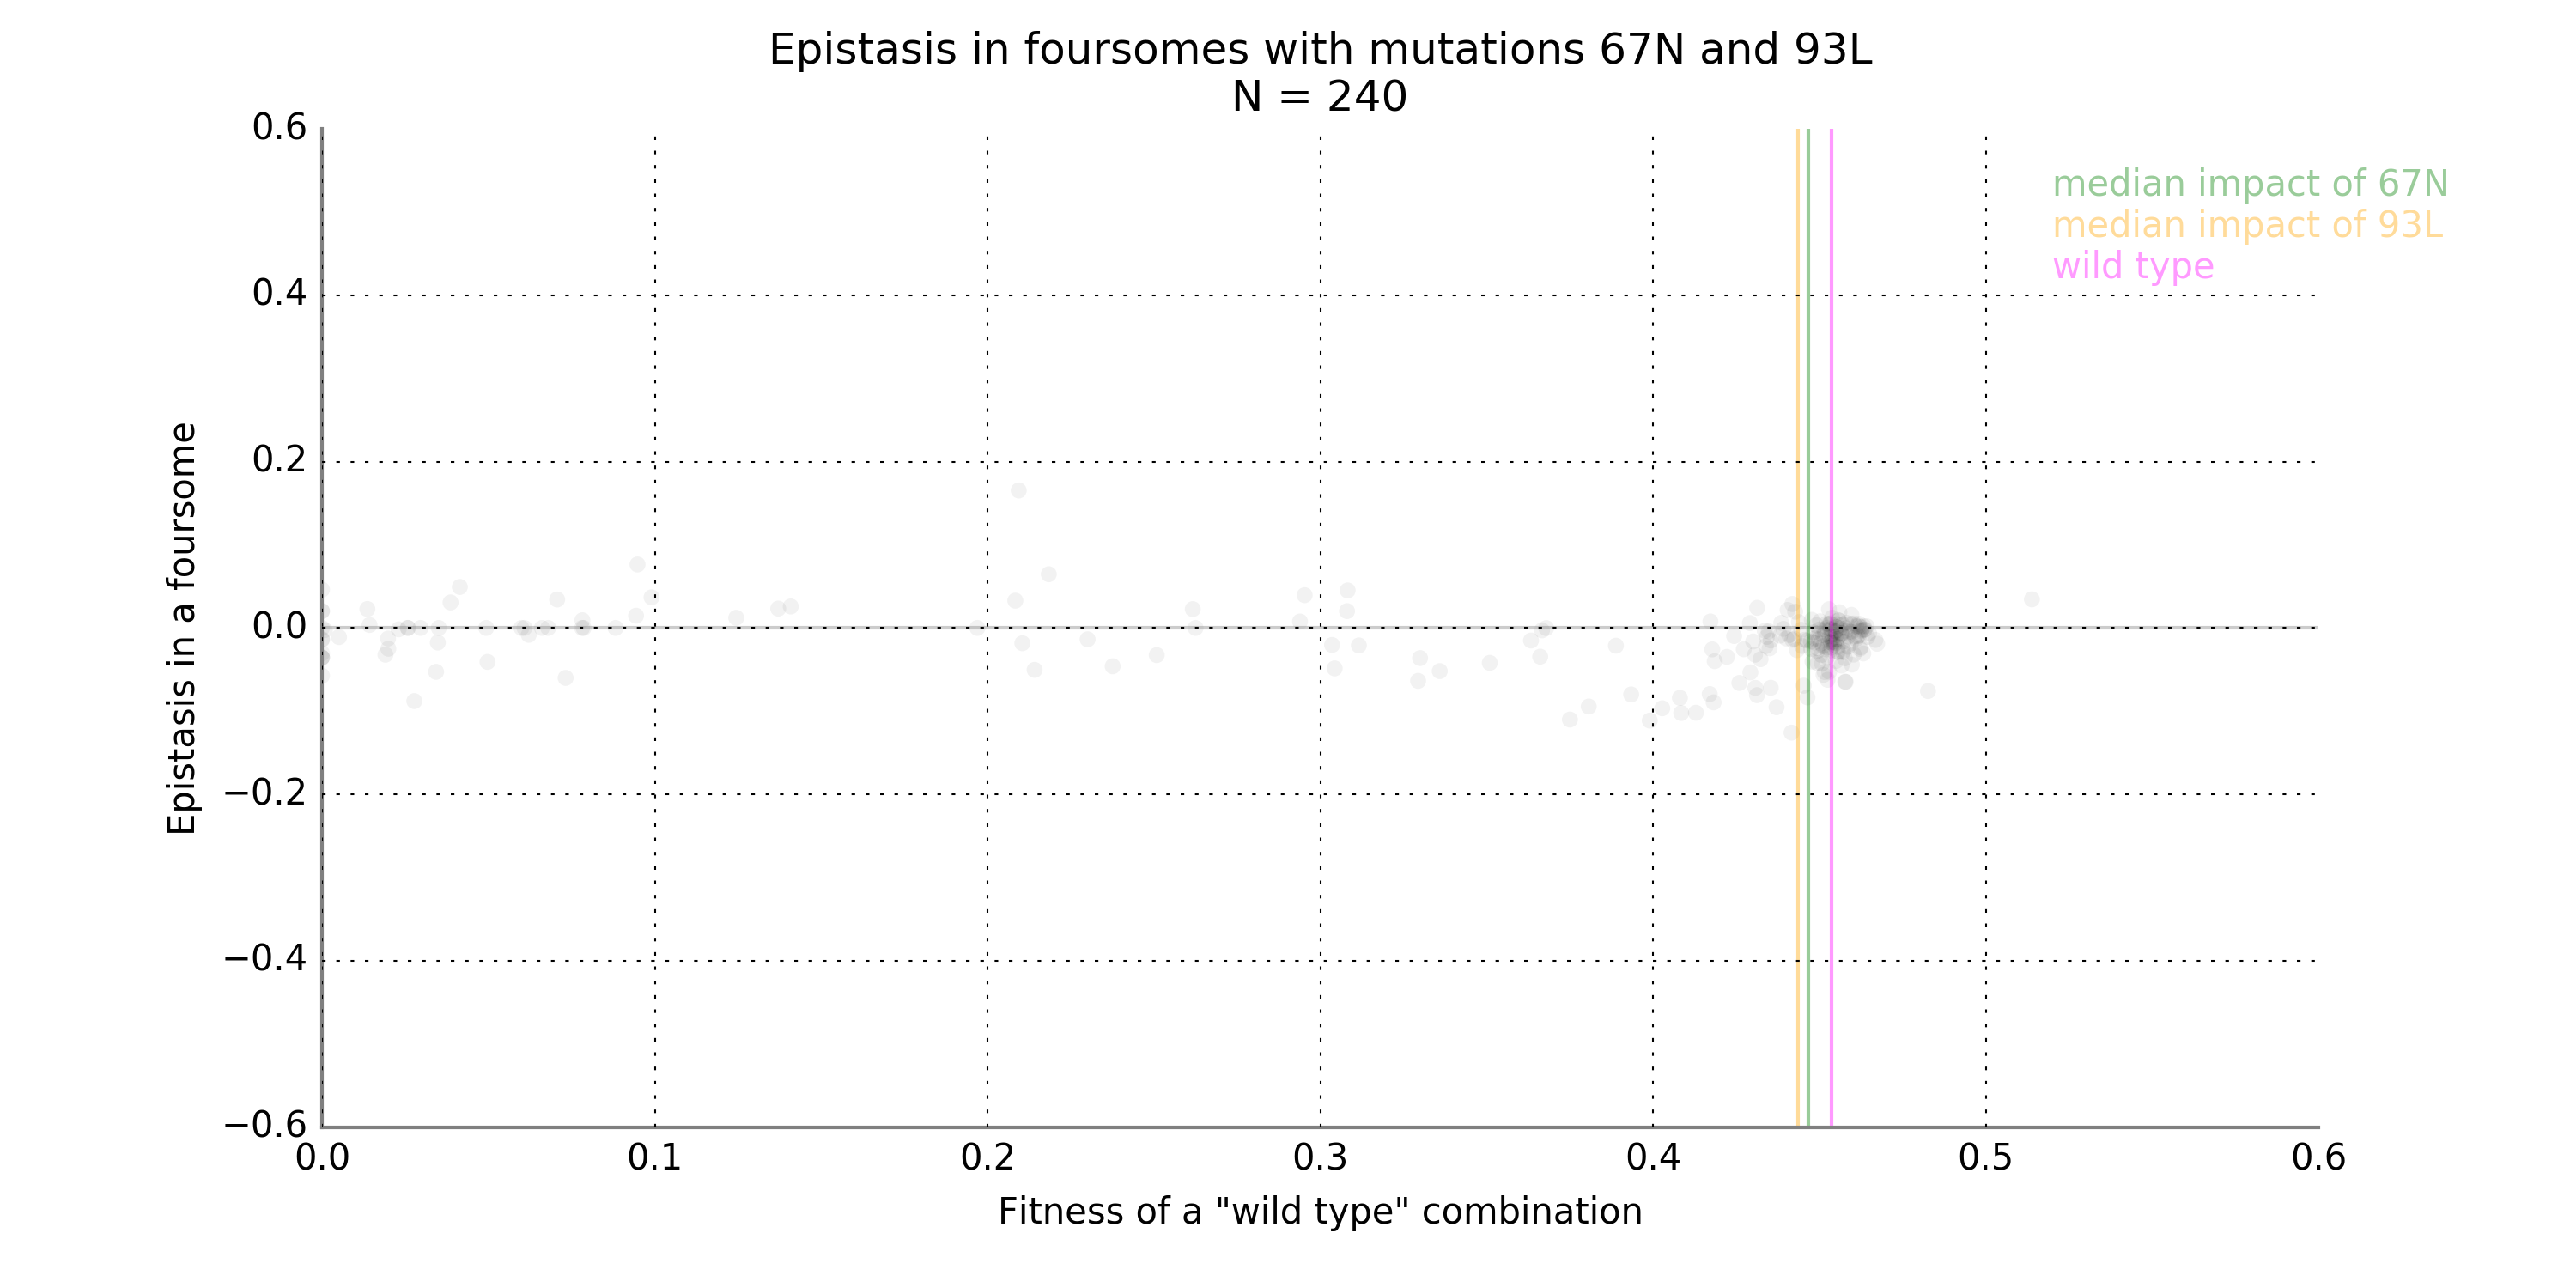 Epistasis in foursomes with mutations 67N and 93L
N = 240
0.6
0.4
0.2
0.0
−0.2
−0.4
−0.6
Epistasis in a foursome
median impact of 67N
median impact of 93L
wild type
0.0 0.1 0.2 0.3 0.4 0.5 0.6
Fitness of a "wild type" combination